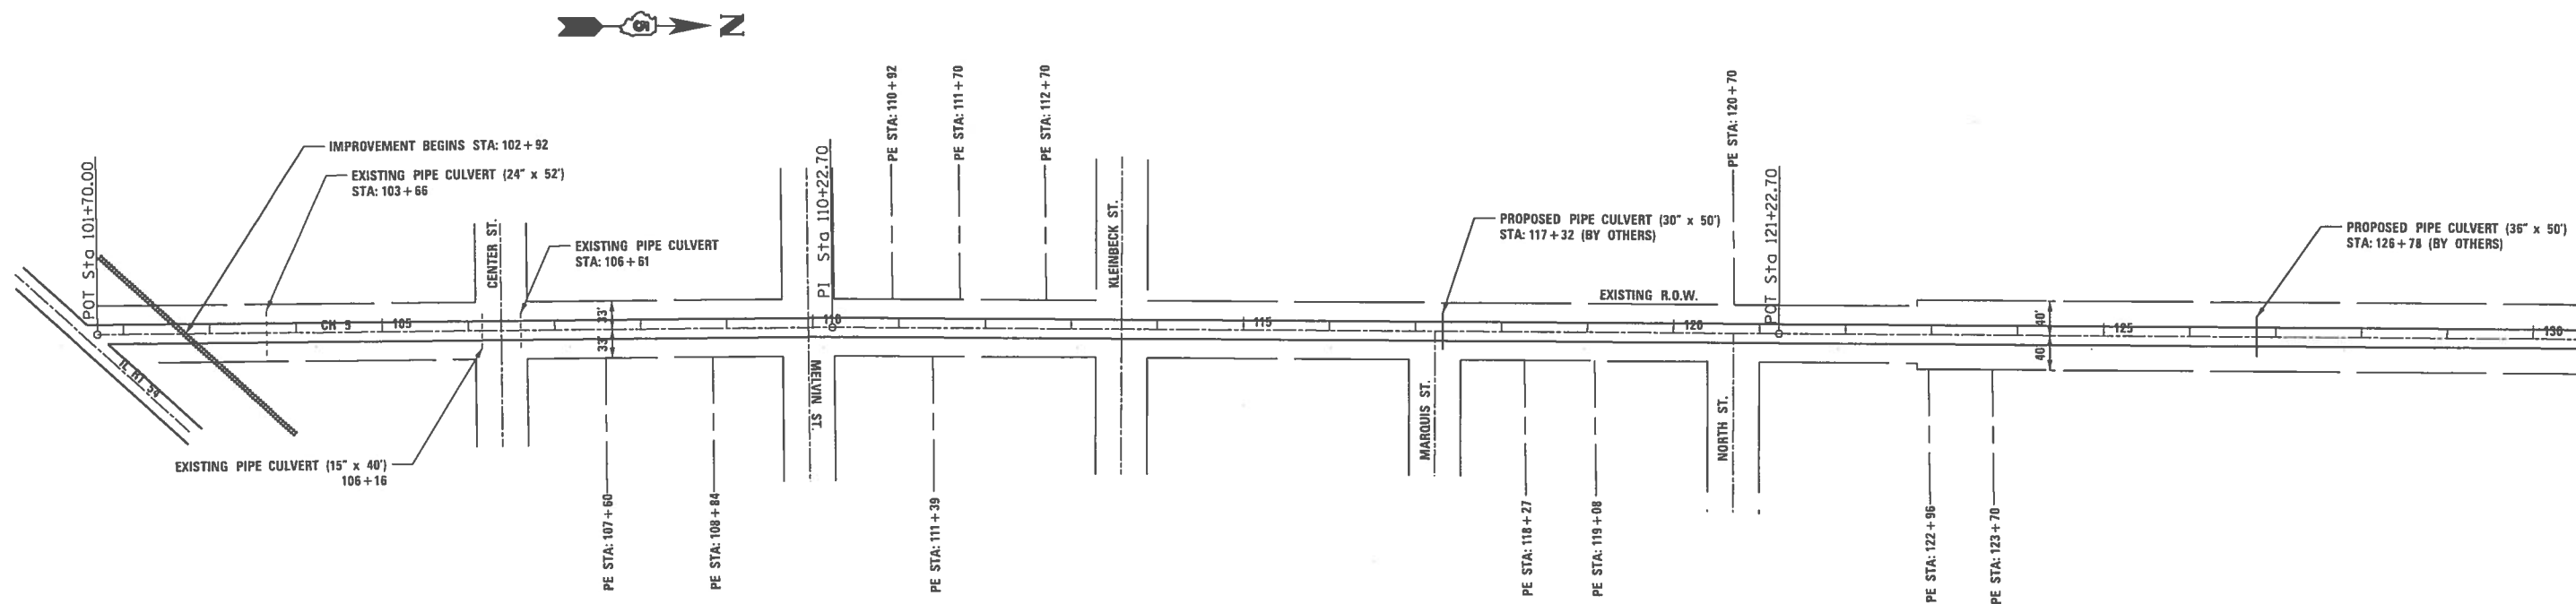 N
POT Sta 101+70.00
IMPROVEMENT BEGINS STA: 102+92
EXISTING PIPE CULVERT (24" x 52')
STA: 103+66
CENTER ST.
EXISTING PIPE CULVERT
STA: 106+61
PI Sta 110+22.70
PE STA: 110+92
PE STA: 111+70
PE STA: 112+70
KLEINBECK ST.
PROPOSED PIPE CULVERT (30" x 50')
STA: 117+32 (BY OTHERS)
EXISTING R.O.W.
PE STA: 120+70
POT Sta 121+22.70
PROPOSED PIPE CULVERT (36" x 50')
STA: 126+78 (BY OTHERS)
CH 5
105
33'
33'
110
115
120
40'
40'
125
130
IL RT 54
EXISTING PIPE CULVERT (15" x 40')
106+16
PE STA: 107+60
PE STA: 108+84
MELVIN ST.
PE STA: 111+39
MARQUIS ST.
PE STA: 118+27
PE STA: 119+08
NORTH ST.
PE STA: 122+96
PE STA: 123+70